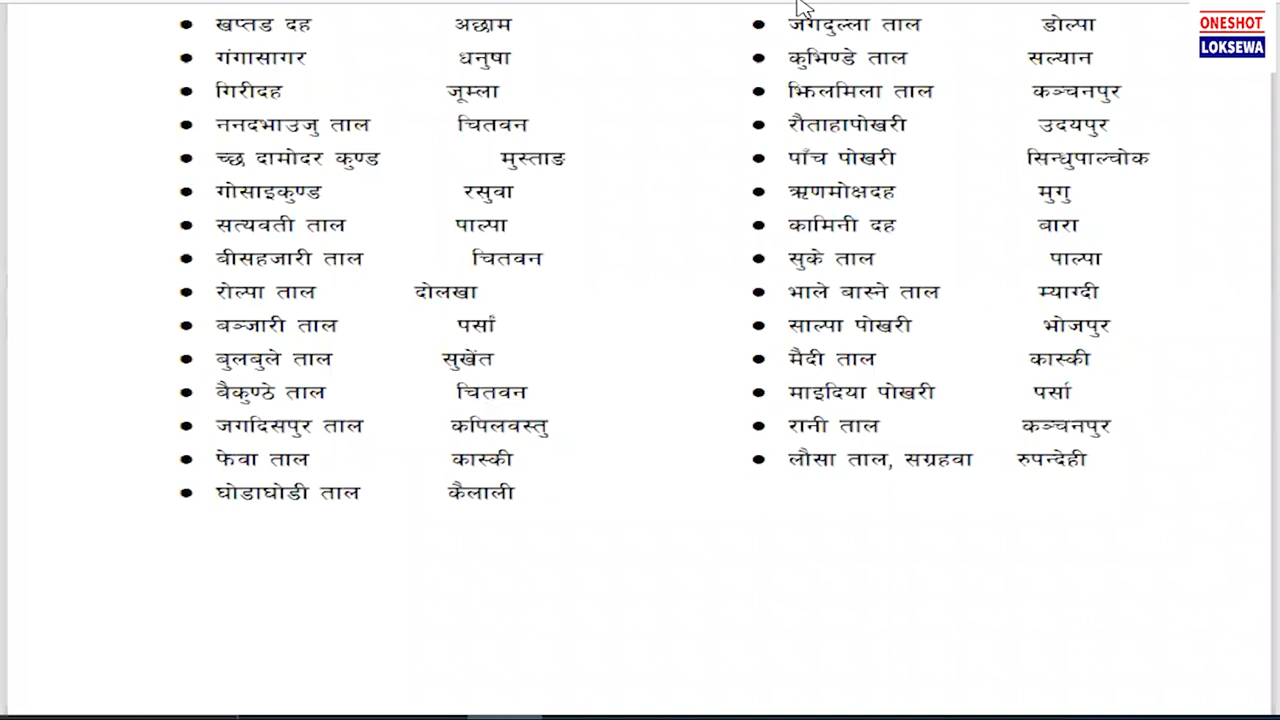 खप्तड दह अछाम
गंगासागर धनुषा
गिरीदह जूम्ला
ननदभाउजु ताल चितवन
च्छ दामोदर कुण्ड मुस्ताङ
गोसाइकुण्ड रसुवा
सत्यवती ताल पाल्पा
बीसहजारी ताल चितवन
रोल्पा ताल दोलखा
बञ्जारी ताल पर्सां
बुलबुले ताल सुखेंत
बैकुण्ठे ताल चितवन
जगदिसपुर ताल कपिलवस्तु
फेवा ताल कास्की
घोडाघोडी ताल कैलाली
जगदुल्ला ताल डोल्पा
कुभिण्डे ताल सल्यान
झिलमिला ताल कञ्चनपुर
रौताहापोखरी उदयपुर
पाँच पोखरी सिन्धुपाल्चोक
ऋणमोक्षदह मुगु
कामिनी दह बारा
सुके ताल पाल्पा
भाले बास्ने ताल म्याग्दी
साल्पा पोखरी भोजपुर
मैदी ताल कास्की
माइदिया पोखरी पर्सा
रानी ताल कञ्चनपुर
लौसा ताल, सग्रहवा रुपन्देही
ONESHOT
LOKSEWA